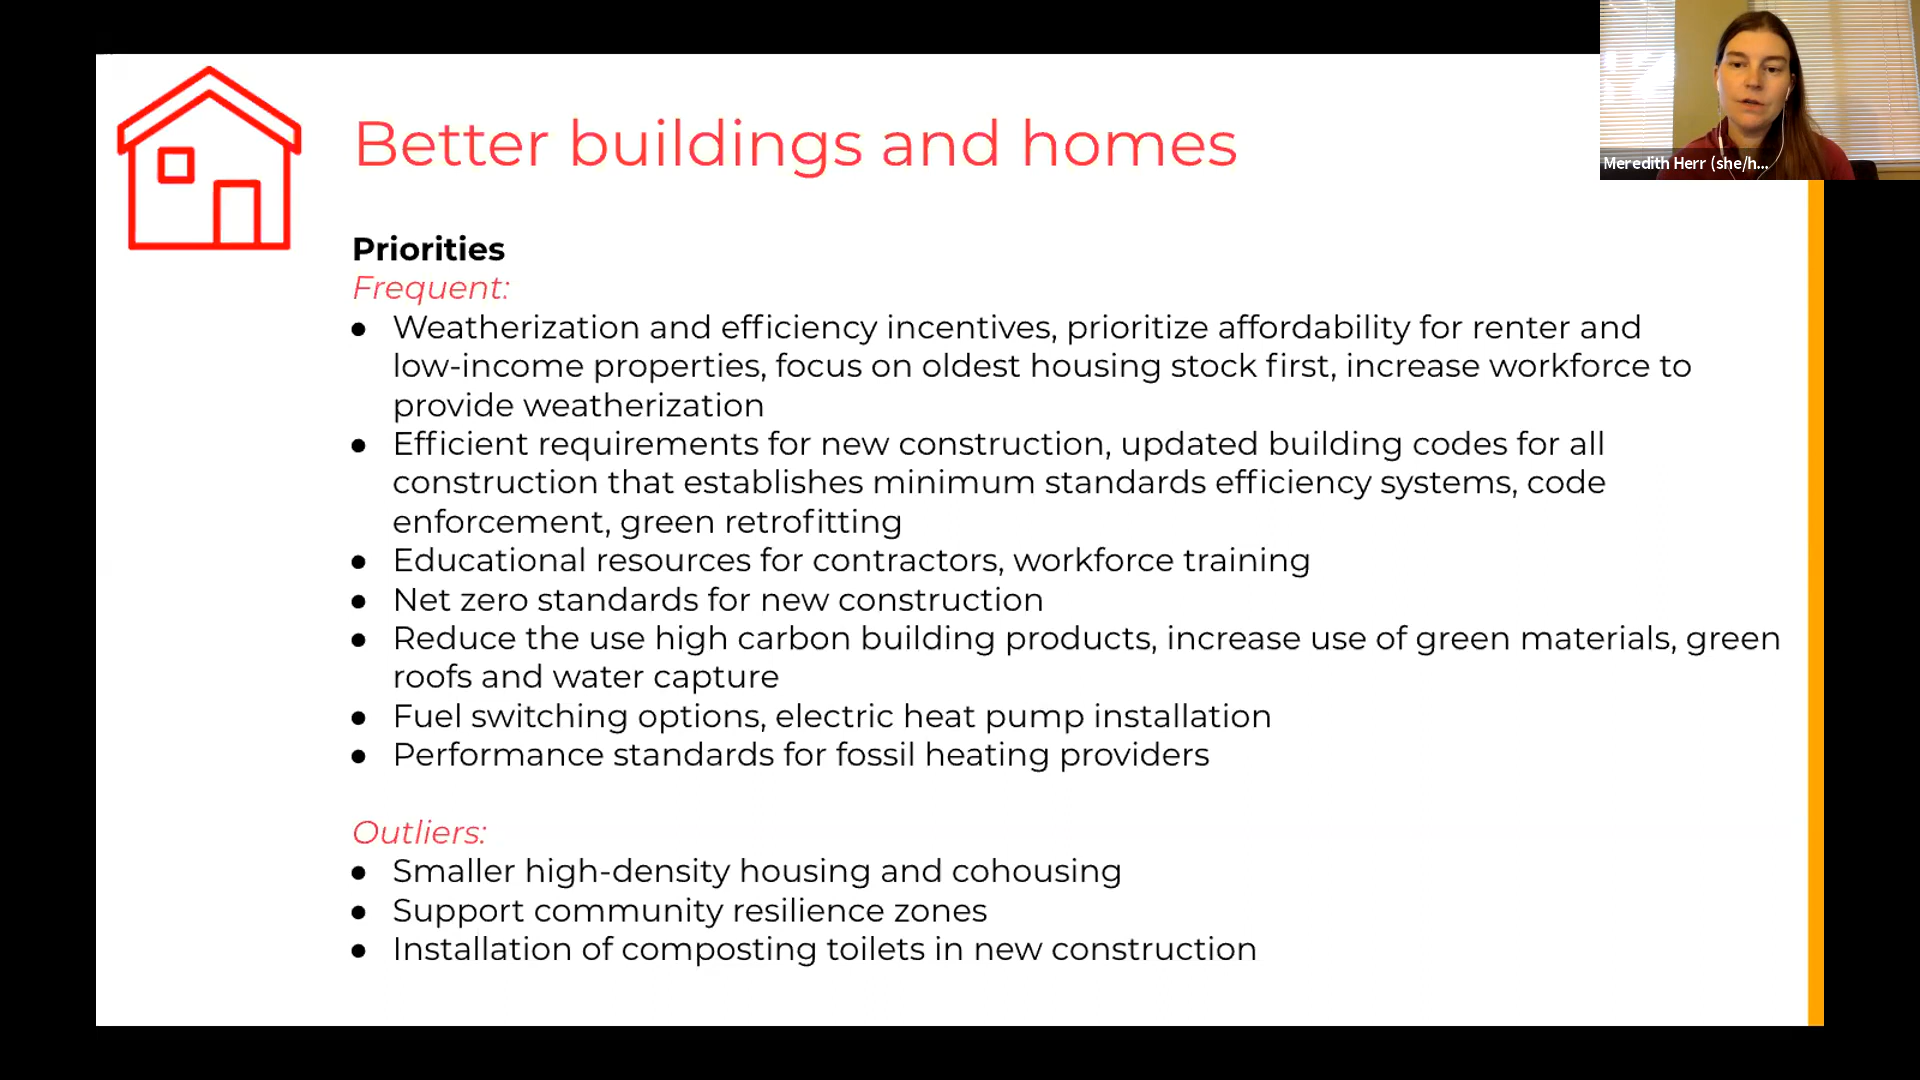 Better buildings and homes
Meredith Herr (she/h...
Priorities
Frequent:
● Weatherization and efficiency incentives, prioritize affordability for renter and
low-income properties, focus on oldest housing stock first, increase workforce to
provide weatherization
● Efficient requirements for new construction, updated building codes for all
construction that establishes minimum standards efficiency systems, code
enforcement, green retrofitting
● Educational resources for contractors, workforce training
● Net zero standards for new construction
● Reduce the use high carbon building products, increase use of green materials, green
roofs and water capture
● Fuel switching options, electric heat pump installation
● Performance standards for fossil heating providers
Outliers:
● Smaller high-density housing and cohousing
● Support community resilience zones
● Installation of composting toilets in new construction